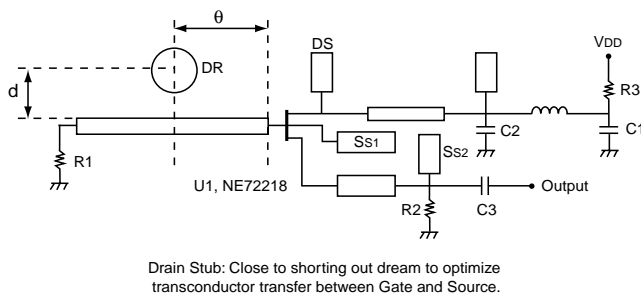 θ
DR
d
DS
VDD
R3
C2
C1
SS1
SS2
R1
U1, NE72218
R2
C3
Output
Drain Stub: Close to shorting out dream to optimize
transconductor transfer between Gate and Source.